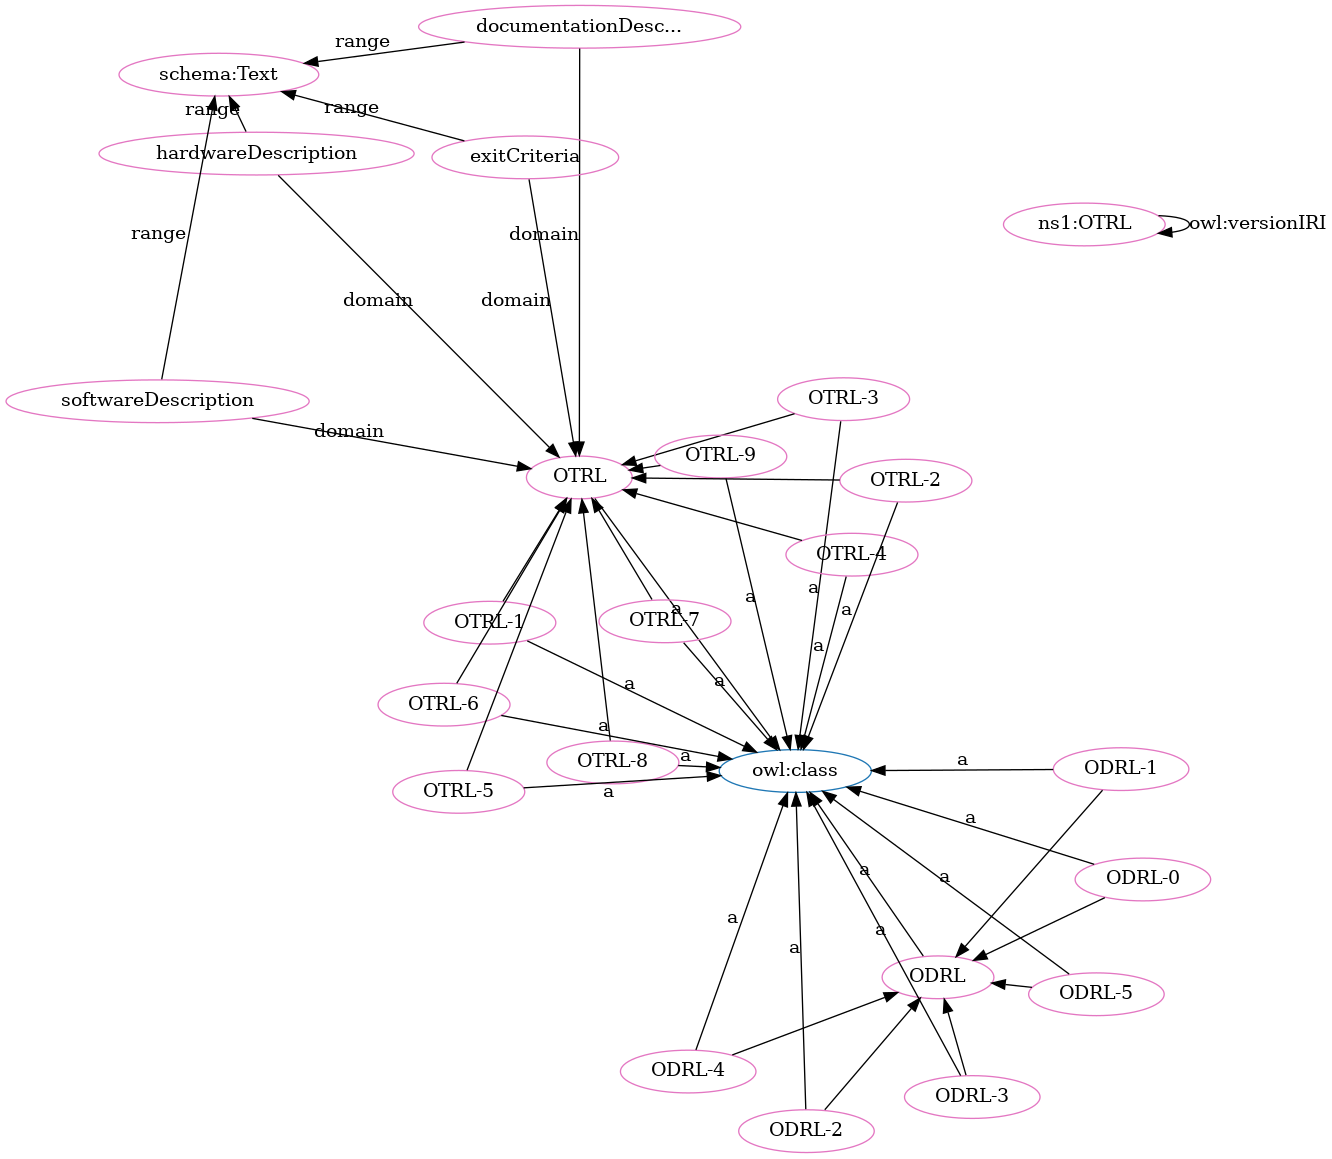 documentationDesc...
range
schema:Text
range
range
hardwareDescription
exitCriteria
ns1:OTRL
owl:versionIRI
range
domain
domain
domain
softwareDescription
domain
OTRL-3
OTRL-9
OTRL
OTRL-2
OTRL-4
a
a
a
a
OTRL-1
OTRL-7
a
a
a
OTRL-6
a
a
OTRL-8
owl:class
a
ODRL-1
OTRL-5
a
a
a
a
ODRL-0
a
a
a
ODRL
ODRL-5
ODRL-4
ODRL-3
ODRL-2